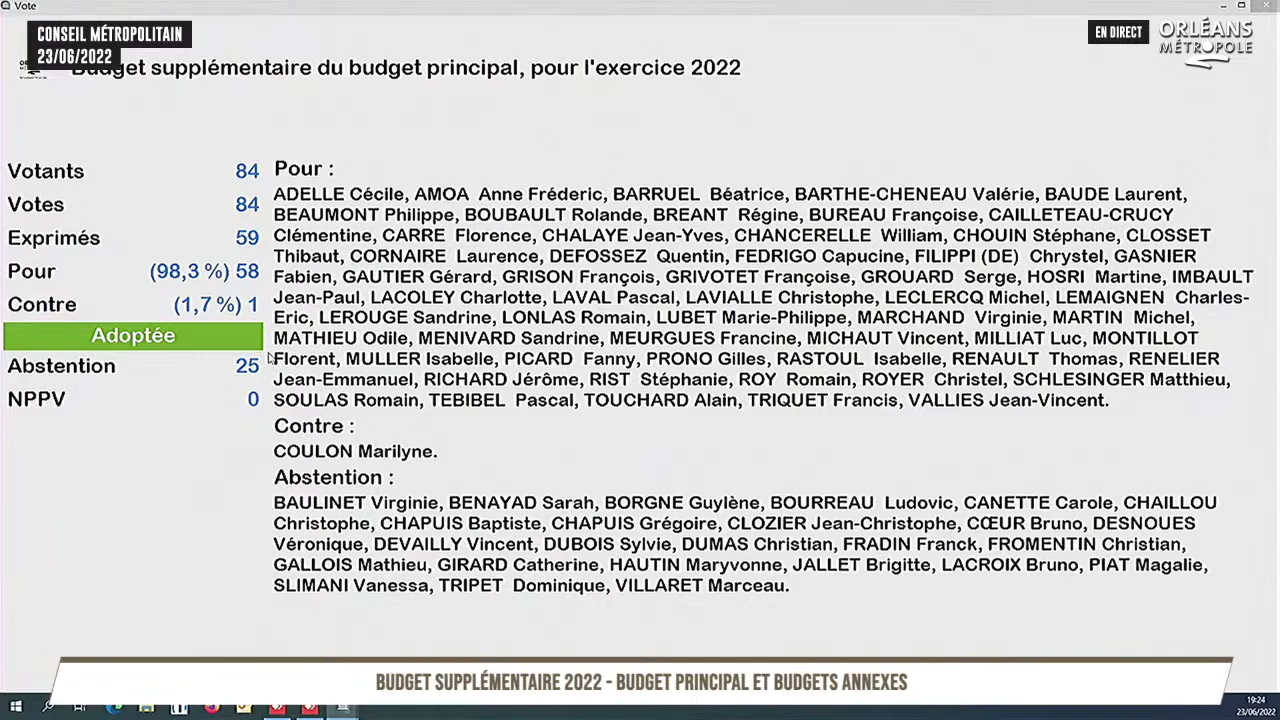 Vote
CONSEIL MÉTROPOLITAIN
23/06/2022
EN DIRECT
ORLÉANS
MÉTROPOLE
Budget supplémentaire du budget principal, pour l'exercice 2022
Votants 84
Votes 84
Exprimés 59
Pour (98,3 %) 58
Contre (1,7 %) 1
Adoptée
Abstention 25
NPPV 0
Pour :
ADELLE Cécile, AMOA Anne Fréderic, BARRUEL Béatrice, BARTHE-CHENEAU Valérie, BAUDE Laurent,
BEAUMONT Philippe, BOUBAULT Rolande, BREANT Régine, BUREAU Françoise, CAILLETEAU-CRUCY
Clémentine, CARRE Florence, CHALAYE Jean-Yves, CHANCERELLE William, CHOUIN Stéphane, CLOSSET
Thibaut, CORNAIRE Laurence, DEFOSSEZ Quentin, FEDRIGO Capucine, FILIPPI (DE) Chrystel, GASNIER
Fabien, GAUTIER Gérard, GRISON François, GRIVOTET Françoise, GROUARD Serge, HOSRI Martine, IMBAULT
Jean-Paul, LACOLEY Charlotte, LAVAL Pascal, LAVIALLE Christophe, LECLERCQ Michel, LEMAIGNEN Charles-
Eric, LEROUGE Sandrine, LONLAS Romain, LUBET Marie-Philippe, MARCHAND Virginie, MARTIN Michel,
MATHIEU Odile, MENIVARD Sandrine, MEURGUES Francine, MICHAUT Vincent, MILLIAT Luc, MONTILLOT
Florent, MULLER Isabelle, PICARD Fanny, PRONO Gilles, RASTOUL Isabelle, RENAULT Thomas, RENELIER
Jean-Emmanuel, RICHARD Jérôme, RIST Stéphanie, ROY Romain, ROYER Christel, SCHLESINGER Matthieu,
SOULAS Romain, TEBIBEL Pascal, TOUCHARD Alain, TRIQUET Francis, VALLIES Jean-Vincent.
Contre :
COULON Marilyne.
Abstention :
BAULINET Virginie, BENAYAD Sarah, BORGNE Guylène, BOURREAU Ludovic, CANETTE Carole, CHAILLOU
Christophe, CHAPUIS Baptiste, CHAPUIS Grégoire, CLOZIER Jean-Christophe, CŒUR Bruno, DESNOUES
Véronique, DEVAILLY Vincent, DUBOIS Sylvie, DUMAS Christian, FRADIN Franck, FROMENTIN Christian,
GALLOIS Mathieu, GIRARD Catherine, HAUTIN Maryvonne, JALLET Brigitte, LACROIX Bruno, PIAT Magalie,
SLIMANI Vanessa, TRIPET Dominique, VILLARET Marceau.
BUDGET SUPPLÉMENTAIRE 2022 - BUDGET PRINCIPAL ET BUDGETS ANNEXES
19:24
23/06/2022